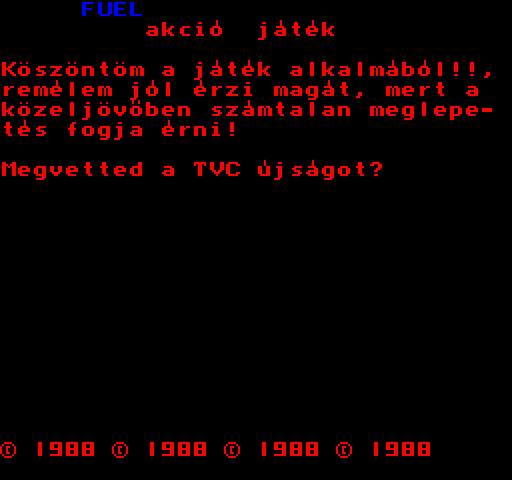 FUEL
akció játék
Köszöntöm a játék alkalmából!!,
remélem jól érzi magát, mert a
közeljövőben számtalan meglepe-
tés fogja érni!
Megvetted a TVC újságot?
© 1988 © 1988 © 1988 © 1988